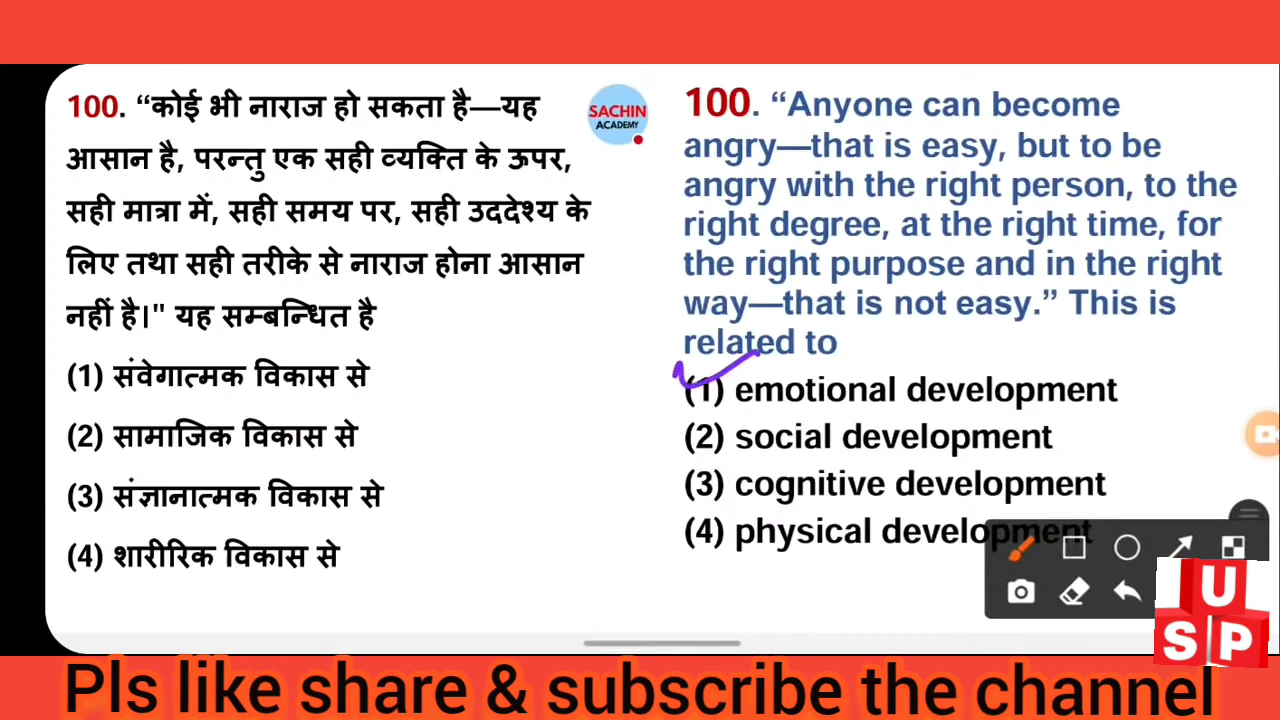 100. “कोई भी नाराज हो सकता है—यह
आसान है, परन्तु एक सही व्यक्ति के ऊपर,
सही मात्रा में, सही समय पर, सही उददेश्य के
लिए तथा सही तरीके से नाराज होना आसान
नहीं है।" यह सम्बन्धित है
(1) संवेगात्मक विकास से
(2) सामाजिक विकास से
(3) संज्ञानात्मक विकास से
(4) शारीरिक विकास से
SACHIN
ACADEMY
100. “Anyone can become
angry—that is easy, but to be
angry with the right person, to the
right degree, at the right time, for
the right purpose and in the right
way—that is not easy.” This is
related to
(1) emotional development
(2) social development
(3) cognitive development
(4) physical development
U
S P
Pls like share & subscribe the channel